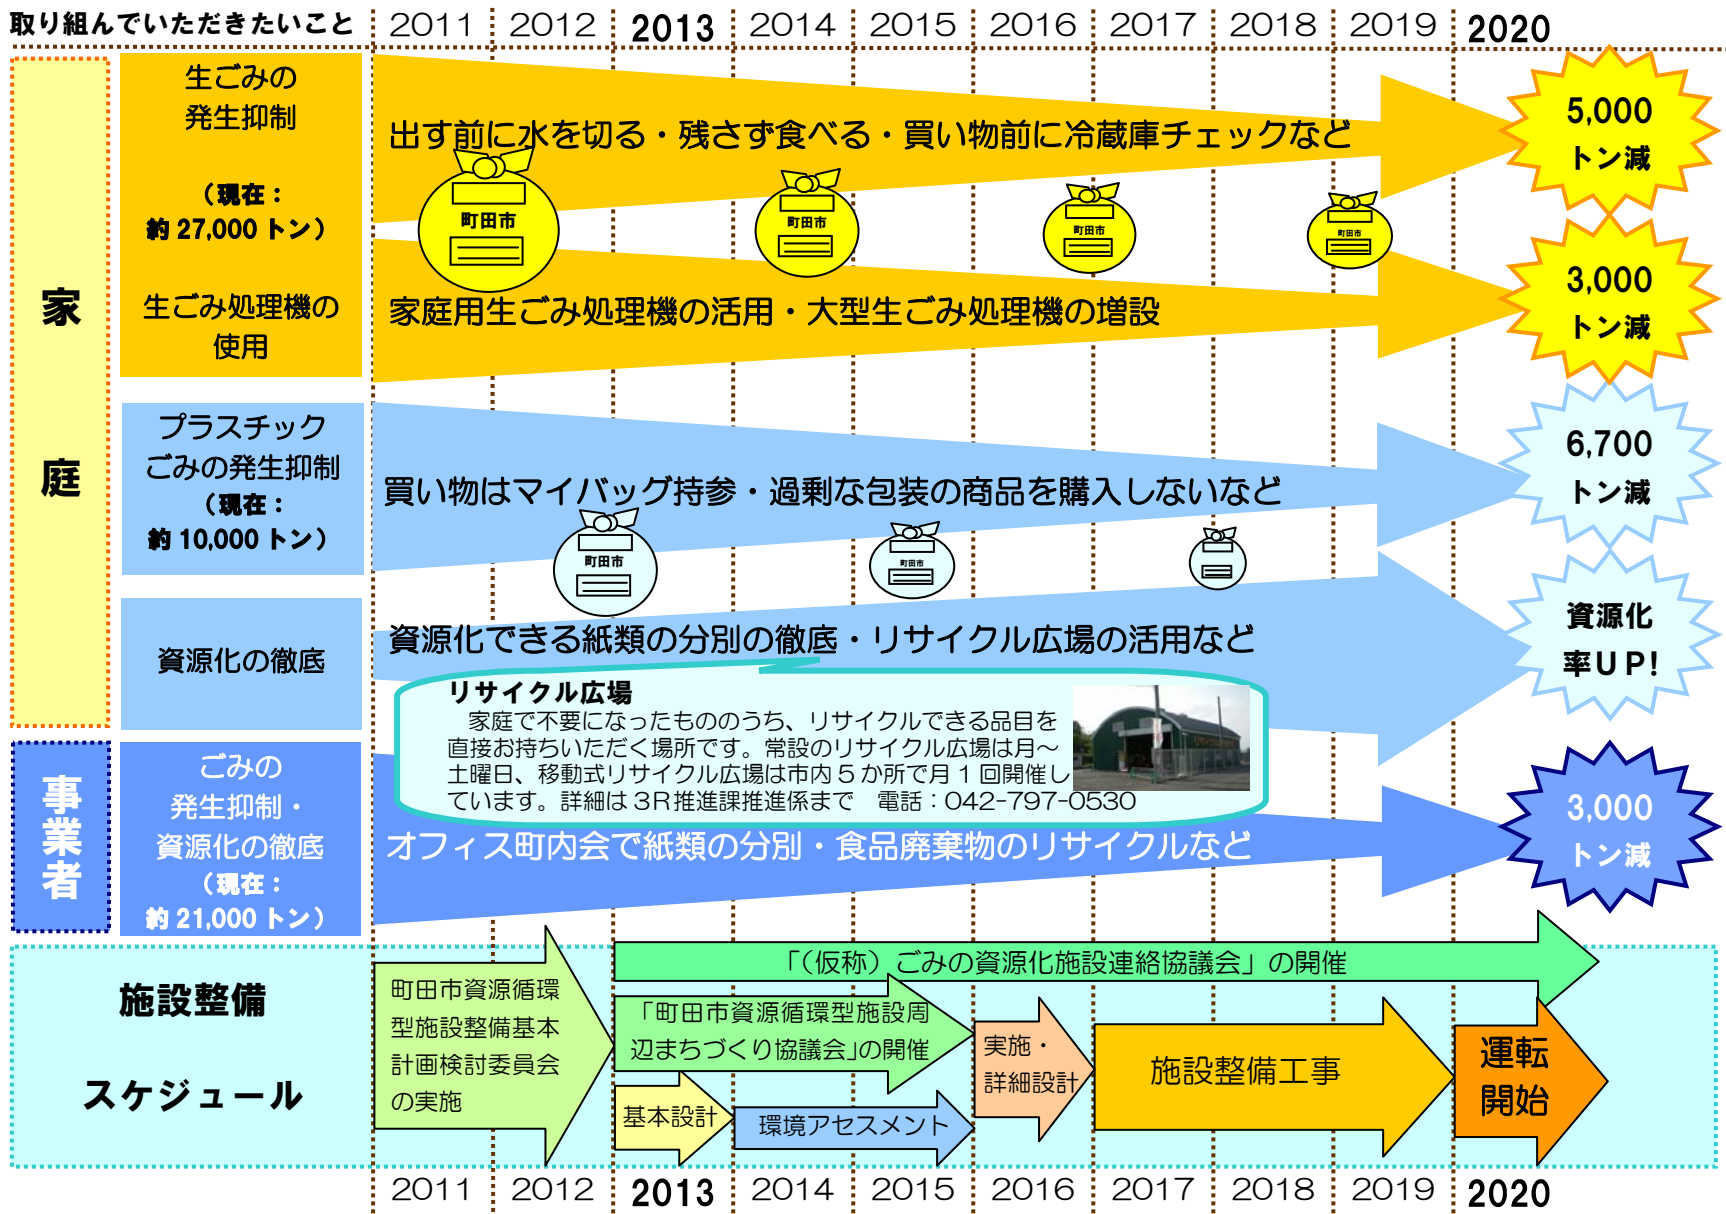 取り組んでいただきたいこと 2011 2012 2013 2014 2015 2016 2017 2018 2019 2020
家庭
生ごみの
発生抑制
（現在：
約 27,000 トン）
出す前に水を切る・残さず食べる・買い物前に冷蔵庫チェックなど
5,000
トン減
町田市
町田市
町田市
町田市
生ごみ処理機の
使用
家庭用生ごみ処理機の活用・大型生ごみ処理機の増設
3,000
トン減
プラスチック
ごみの発生抑制
（現在：
約 10,000 トン）
買い物はマイバッグ持参・過剰な包装の商品を購入しないなど
6,700
トン減
町田市
町田市
資源化の徹底
資源化できる紙類の分別の徹底・リサイクル広場の活用など
資源化
率ＵＰ！
リサイクル広場
家庭で不要になったもののうち、リサイクルできる品目を
直接お持ちいただく場所です。常設のリサイクル広場は月～
土曜日、移動式リサイクル広場は市内５か所で月１回開催し
ています。詳細は３Ｒ推進課推進係まで　電話：042-797-0530
事業者
ごみの
発生抑制・
資源化の徹底
（現在：
約 21,000 トン）
オフィス町内会で紙類の分別・食品廃棄物のリサイクルなど
3,000
トン減
施設整備
スケジュール
町田市資源循環
型施設整備基本
計画検討委員会
の実施
「（仮称）ごみの資源化施設連絡協議会」の開催
「町田市資源循環型施設周
辺まちづくり協議会」の開催
基本設計
環境アセスメント
実施・
詳細設計
施設整備工事
運転
開始
2011 2012 2013 2014 2015 2016 2017 2018 2019 2020